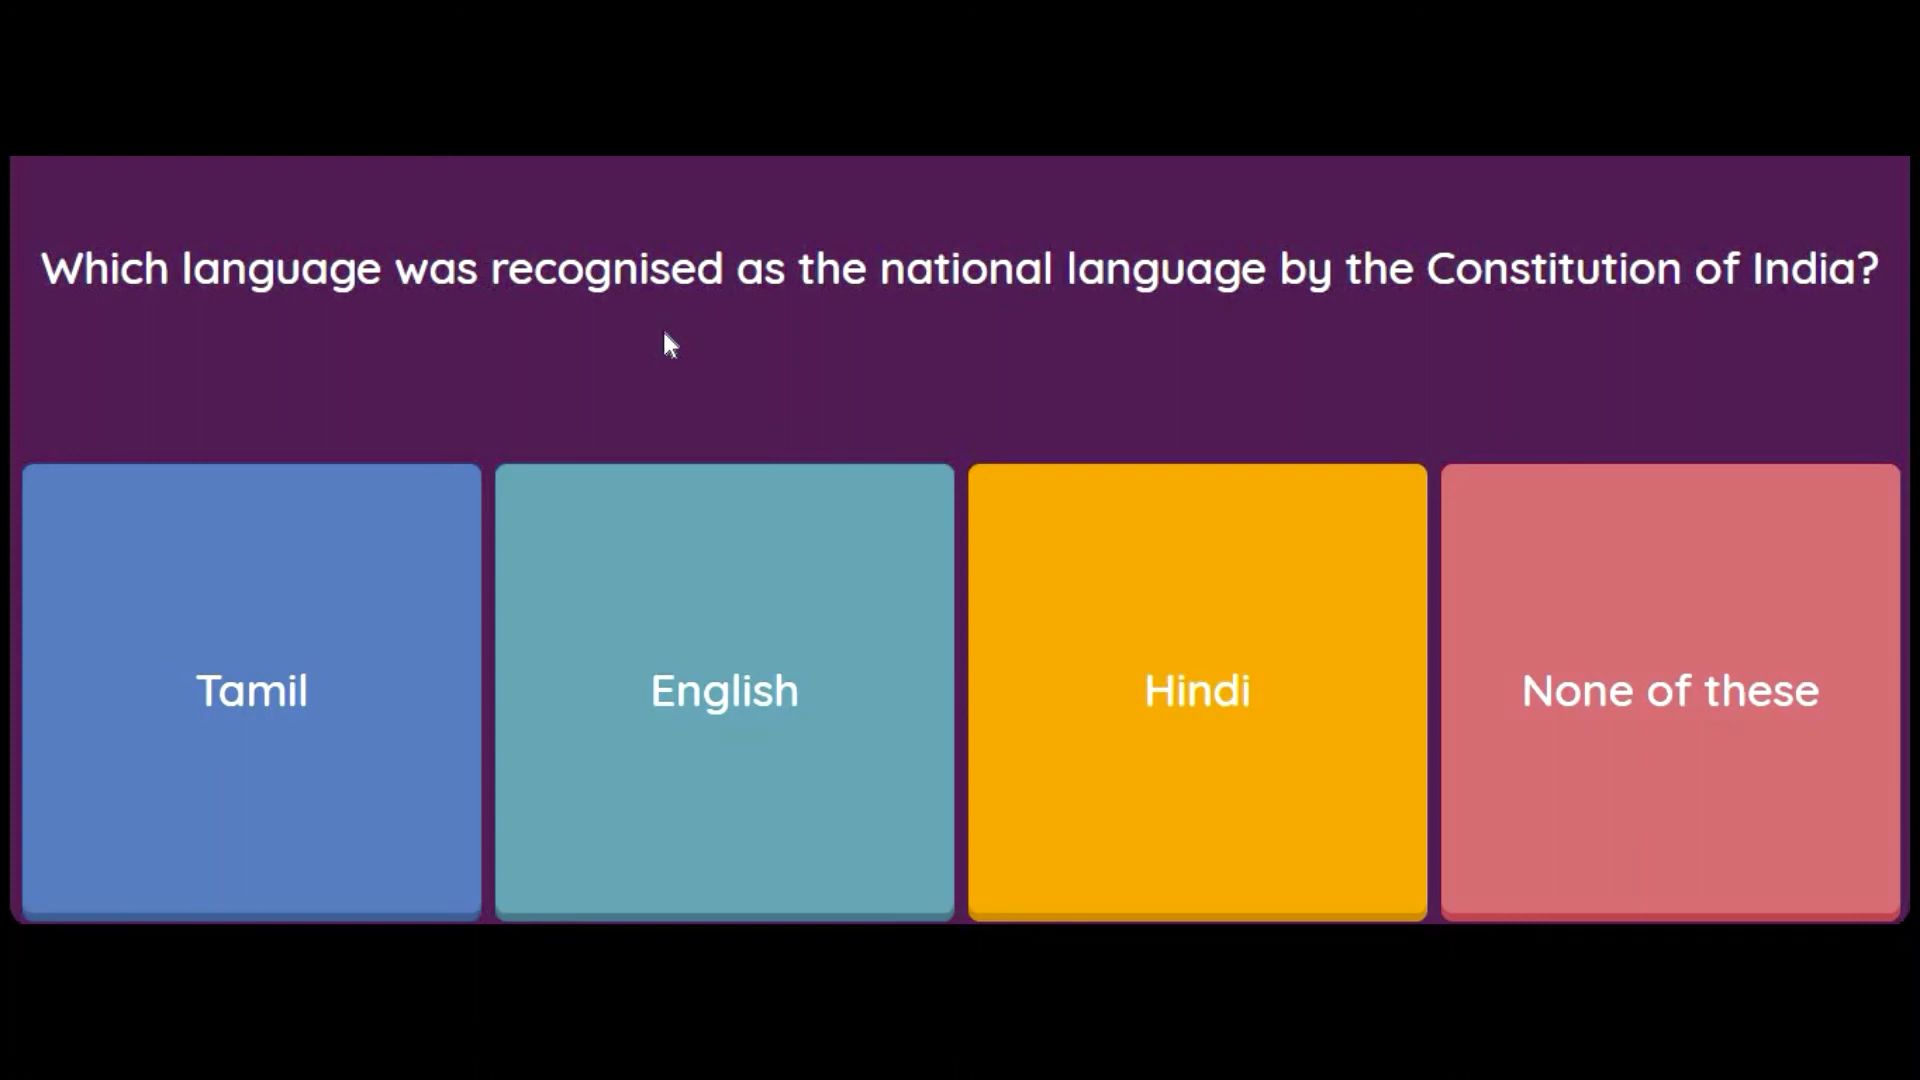 Which language was recognised as the national language by the Constitution of India?
Tamil
English
Hindi
None of these